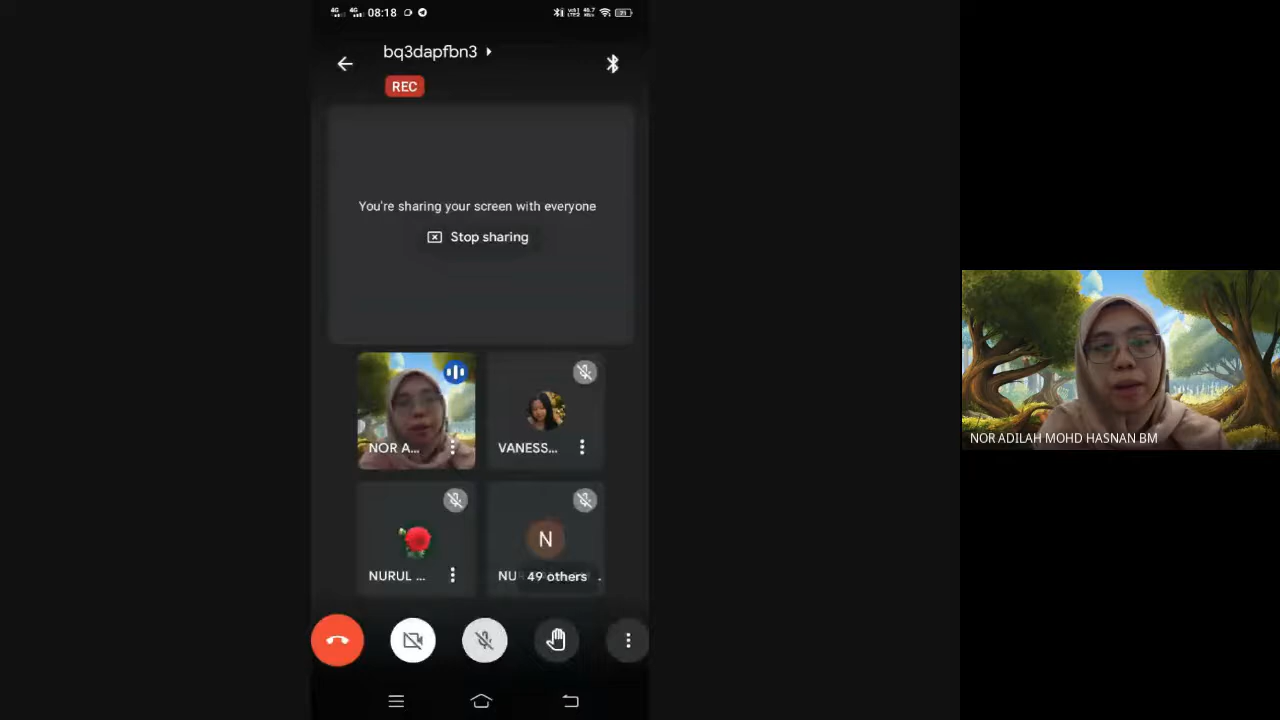 08:18
bq3dapfbn3
REC
You're sharing your screen with everyone
Stop sharing
NOR A...
VANESS...
NURUL ...
N
NU
49 others
NOR ADILAH MOHD HASNAN BM